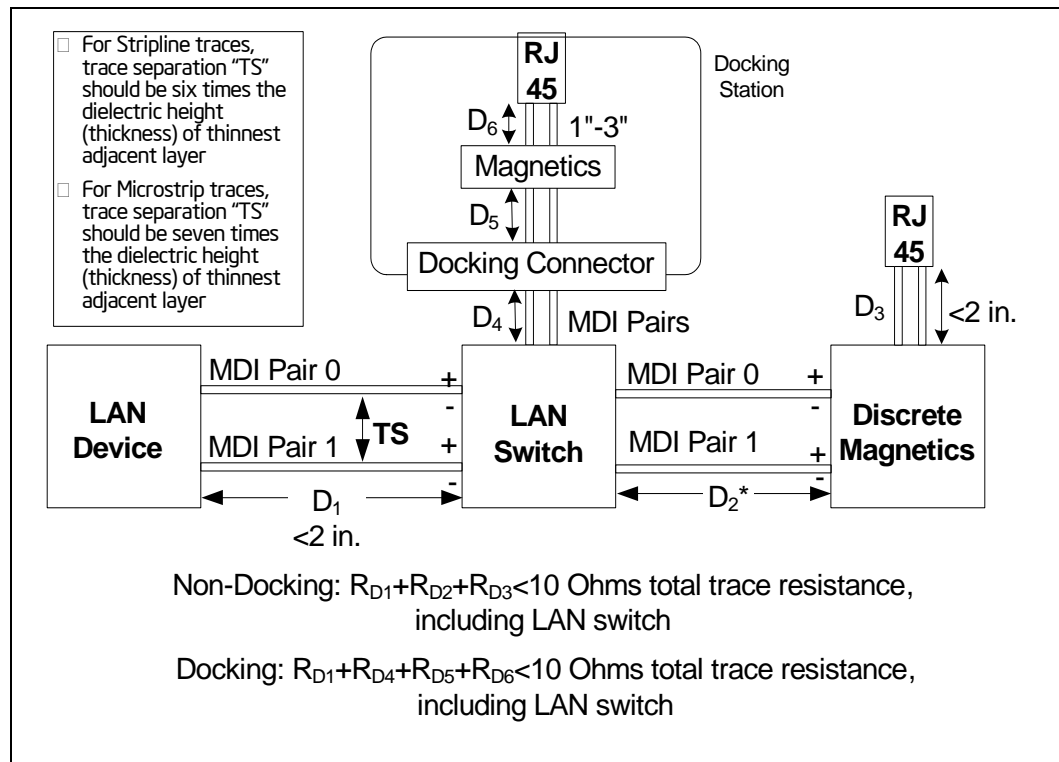 □ For Stripline traces,
trace separation “TS”
should be six times the
dielectric height
(thickness) of thinnest
adjacent layer
□ For Microstrip traces,
trace separation “TS”
should be seven times
the dielectric height
(thickness) of thinnest
adjacent layer
RJ
45
Docking
Station
D6
1"-3"
Magnetics
D5
Docking Connector
D4
MDI Pairs
RJ
45
D3
<2 in.
LAN
Device
MDI Pair 0
+
-
TS
MDI Pair 1
+
-
D1
<2 in.
LAN
Switch
MDI Pair 0
+
-
MDI Pair 1
+
-
D2*
Discrete
Magnetics
Non-Docking: RD1+RD2+RD3<10 Ohms total trace resistance,
including LAN switch
Docking: RD1+RD4+RD5+RD6<10 Ohms total trace resistance,
including LAN switch